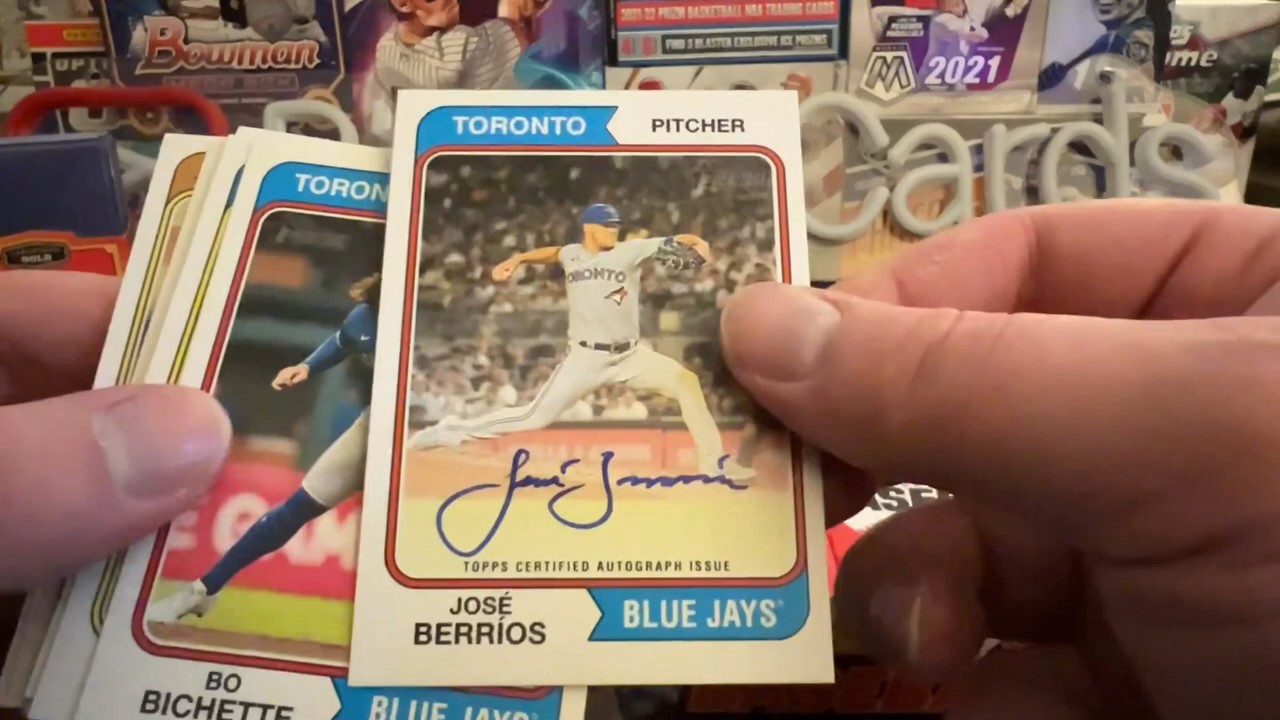 Bowman
2021-22 PRIZM BASKETBALL NBA TRADING CARDS
FIND 3 BLASTER EXCLUSIVE ICE PRIZMS
MOSAIC
2021
Cards
TORONTO
PITCHER
TORON
TORONTO
TOPPS CERTIFIED AUTOGRAPH ISSUE
JOSÉ
BERRÍOS
BLUE JAYS
BO
BICHETTE
BLUE JAYS